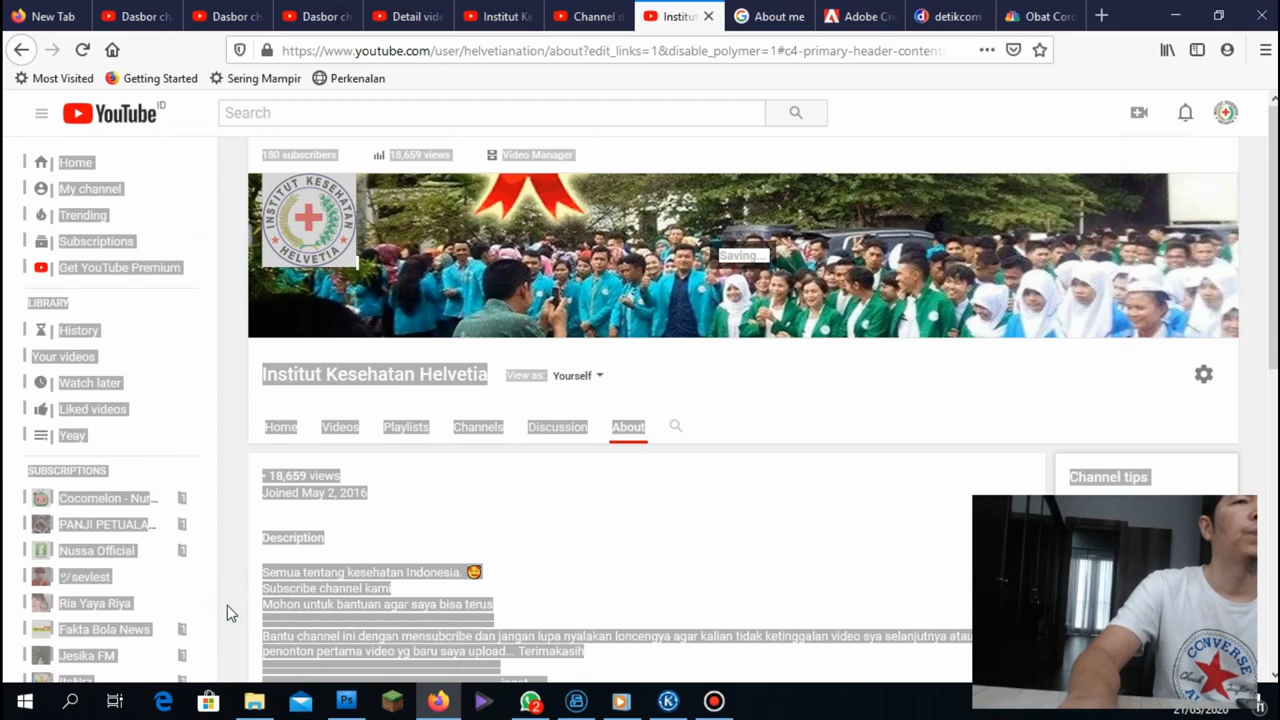 New Tab
Dasbor ch
Dasbor ch
Dasbor ch
Detail vide
Institut Ke
Channel d
Institu
About me
Adobe Cr
detikcom
Obat Coro
https://www.youtube.com/user/helvetianation/about?edit_links=1&disable_polymer=1#c4-primary-header-content
Most Visited
Getting Started
Sering Mampir
Perkenalan
YouTube ID
Search
180 subscribers
18,659 views
Video Manager
Home
My channel
Trending
Subscriptions
Get YouTube Premium
LIBRARY
History
Your videos
Watch later
Liked videos
Yeay
SUBSCRIPTIONS
Cocomelon - Nur... 1
PANJI PETUALA... 1
Nussa Official 1
ツsevlest
Ria Yaya Riya
Fakta Bola News 1
Jesika FM 1
INSTITUT KESEHATAN
HELVETIA
Saving...
Institut Kesehatan Helvetia
View as: Yourself
Home
Videos
Playlists
Channels
Discussion
About
• 18,659 views
Joined May 2, 2016
Description
Semua tentang kesehatan Indonesia. 
Subscribe channel kami
Mohon untuk bantuan agar saya bisa terus
Bantu channel ini dengan mensubcribe dan jangan lupa nyalakan loncengya agar kalian tidak ketinggalan video sya selanjutnya atau
penonton pertama video yg baru saya upload... Terimakasih
Channel tips
CONVERSE
2
21/03/2020